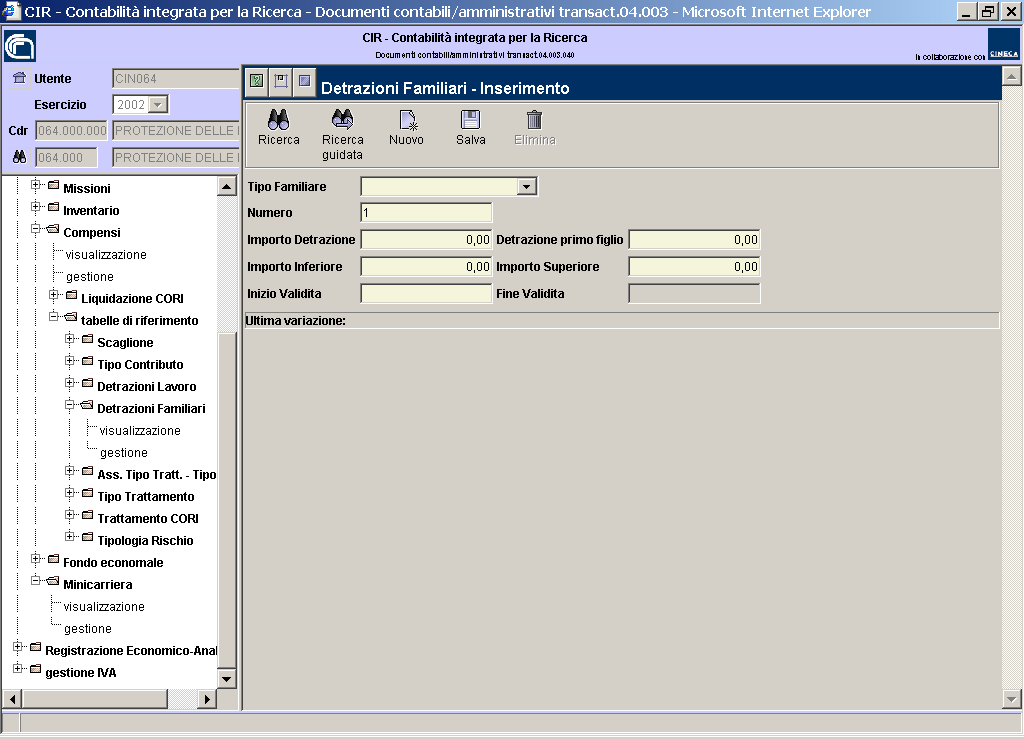 CIR - Contabilità integrata per la Ricerca - Documenti contabili/amministrativi transact.04.003 - Microsoft Internet Explorer
CIR - Contabilità integrata per la Ricerca
Documenti contabili/amministrativi transact.04.003.040
In collaborazione con CINECA
Utente CIN064
Esercizio 2002
Cdr 064.000.000 PROTEZIONE DELLE
064.000 PROTEZIONE DELLE
Missioni
Inventario
Compensi
visualizzazione
gestione
Liquidazione CORI
tabelle di riferimento
Scaglione
Tipo Contributo
Detrazioni Lavoro
Detrazioni Familiari
visualizzazione
gestione
Ass. Tipo Tratt. - Tipo
Tipo Trattamento
Trattamento CORI
Tipologia Rischio
Fondo economale
Minicarriera
visualizzazione
gestione
Registrazione Economico-Anal
gestione IVA
Detrazioni Familiari - Inserimento
Ricerca
Ricerca guidata
Nuovo
Salva
Elimina
Tipo Familiare
Numero 1
Importo Detrazione 0,00 Detrazione primo figlio 0,00
Importo Inferiore 0,00 Importo Superiore 0,00
Inizio Validita Fine Validita
Ultima variazione: